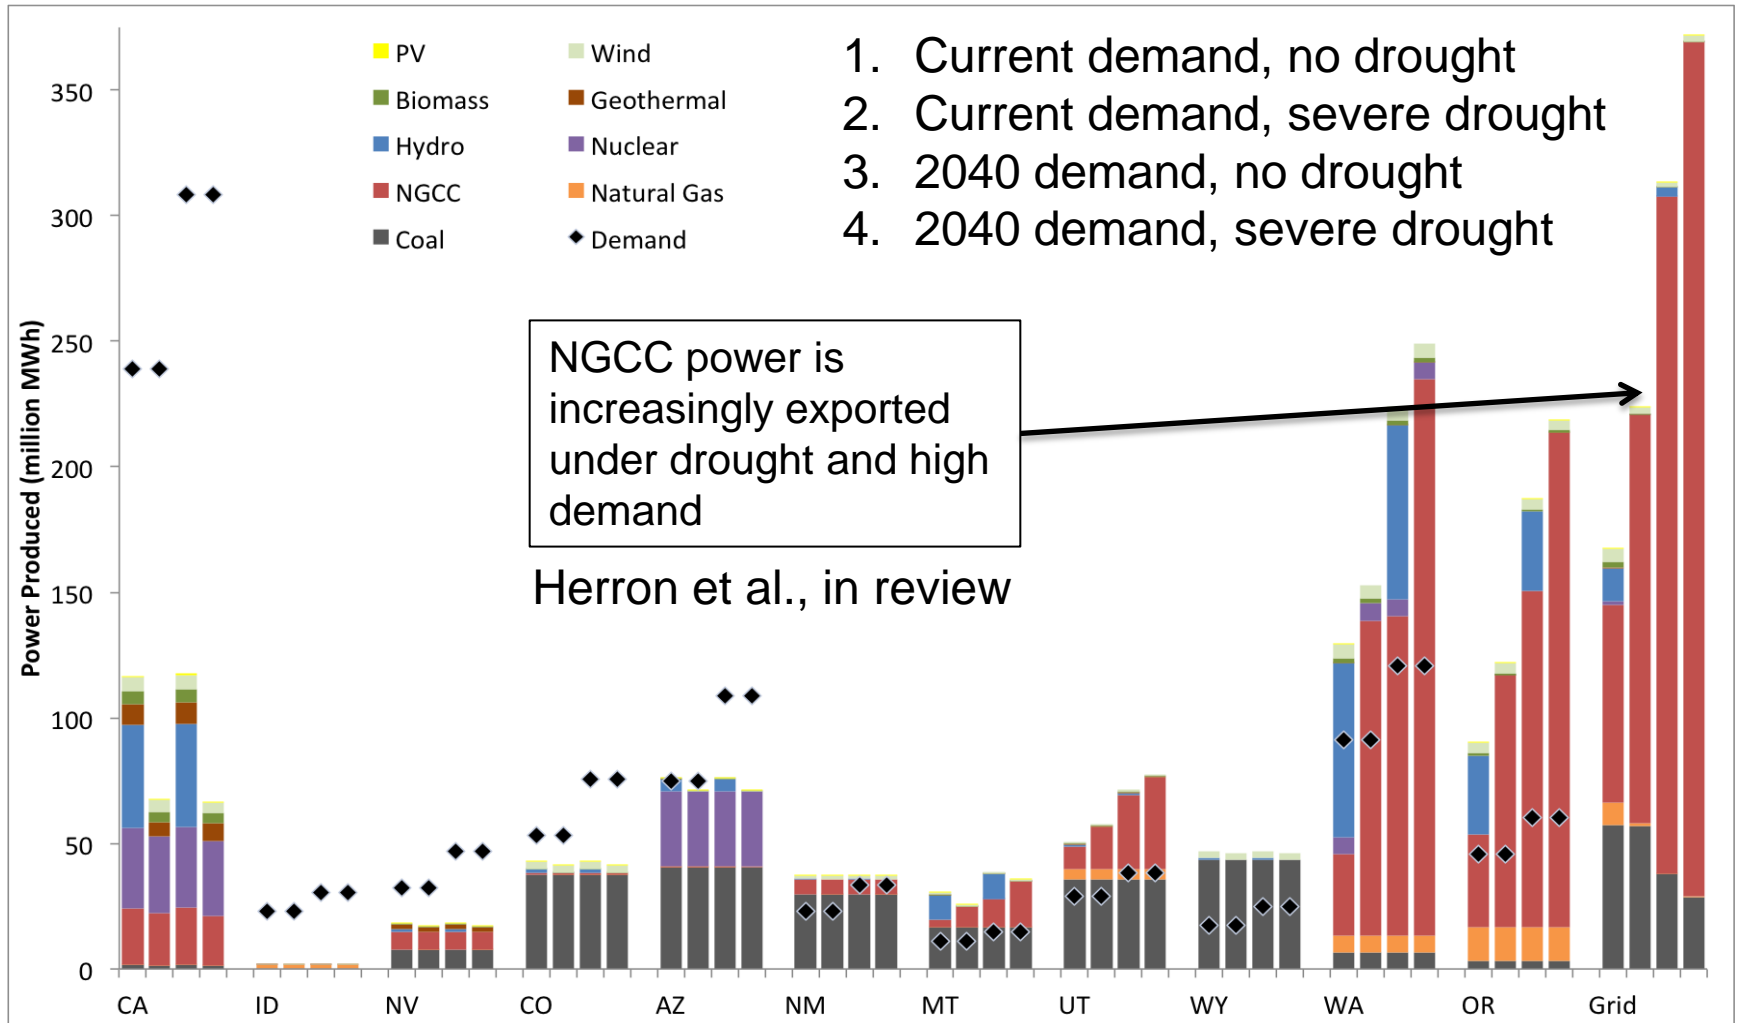 PV
Wind
Biomass
Geothermal
Hydro
Nuclear
NGCC
Natural Gas
Coal
Demand
1. Current demand, no drought
2. Current demand, severe drought
3. 2040 demand, no drought
4. 2040 demand, severe drought
NGCC power is
increasingly exported
under drought and high
demand
Herron et al., in review
Power Produced (million MWh)
350
300
250
200
150
100
50
0
CA ID NV CO AZ NM MT UT WY WA OR Grid